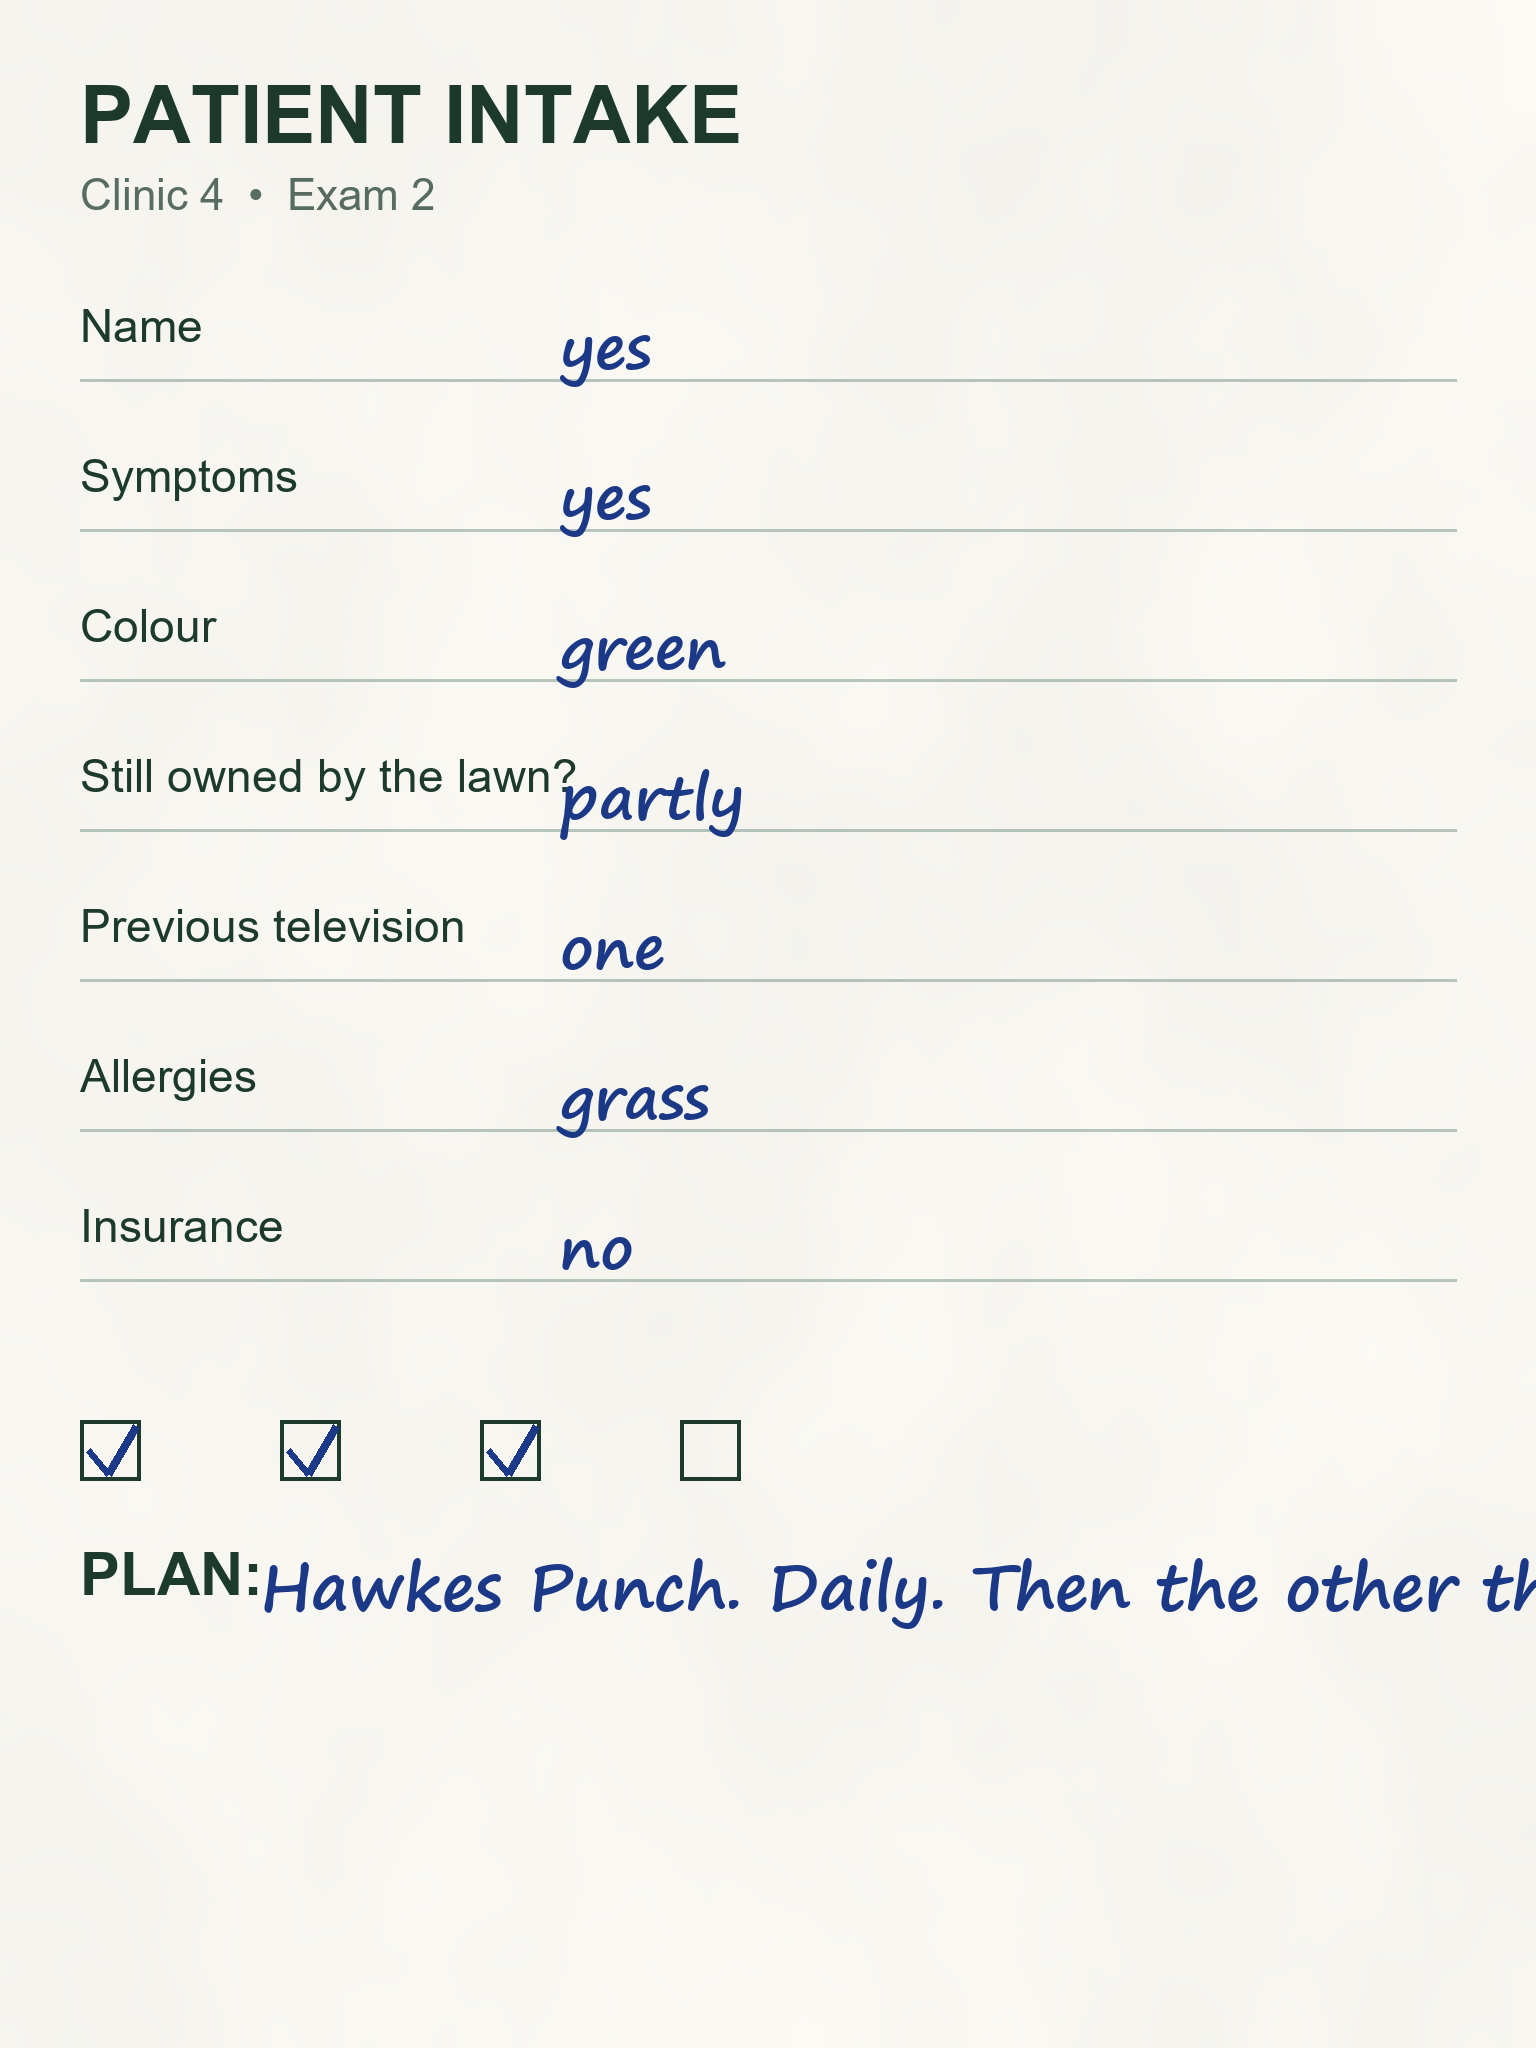 PATIENT INTAKE
Clinic 4 • Exam 2
Name yes
Symptoms yes
Colour green
Still owned by the lawn? partly
Previous television one
Allergies grass
Insurance no
PLAN: Hawkes Punch. Daily. Then the other